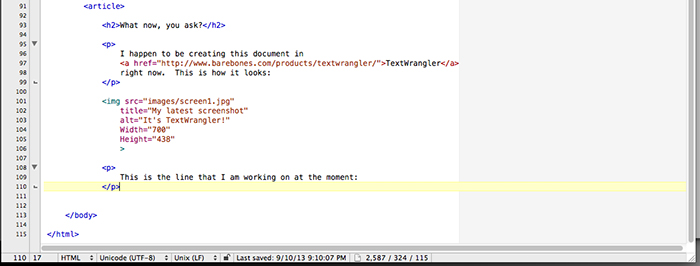 91 <article>
92
93 <h2>What now, you ask?</h2>
94
95 <p>
96 I happen to be creating this document in
97 <a href="http://www.barebones.com/products/textwrangler/">TextWrangler</a>
98 right now.  This is how it looks:
99 </p>
100
101 <img src="images/screen1.jpg"
102 title="My latest screenshot"
103 alt="It's TextWrangler!"
104 Width="700"
105 Height="438"
106 >
107
108 <p>
109 This is the line that I am working on at the moment:
110 </p>
111
112
113 </body>
114
115 </html>
110 17 HTML Unicode (UTF-8) Unix (LF) Last saved: 9/10/13 9:10:07 PM 2,587 / 324 / 115